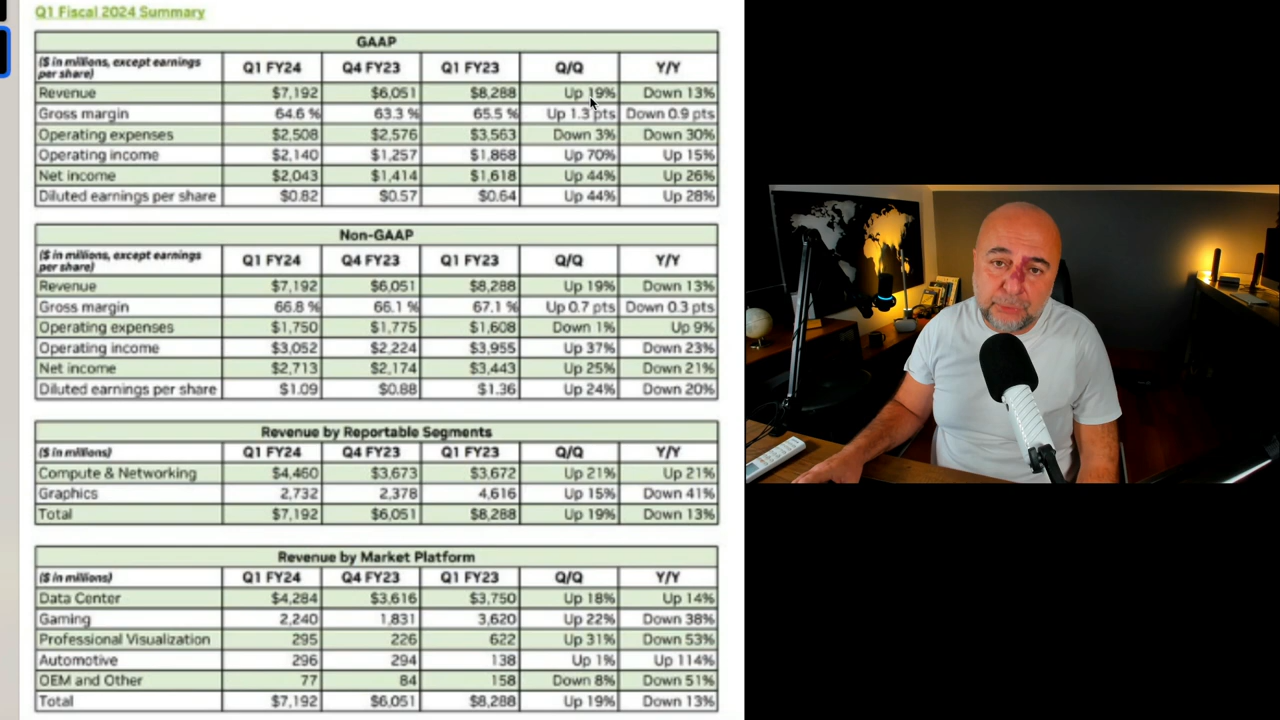 Q1 Fiscal 2024 Summary
GAAP
($ in millions, except earnings per share) Q1 FY24 Q4 FY23 Q1 FY23 Q/Q Y/Y
Revenue $7,192 $6,051 $8,288 Up 19% Down 13%
Gross margin 64.6 % 63.3 % 65.5 % Up 1.3 pts Down 0.9 pts
Operating expenses $2,508 $2,576 $3,563 Down 3% Down 30%
Operating income $2,140 $1,257 $1,868 Up 70% Up 15%
Net income $2,043 $1,414 $1,618 Up 44% Up 26%
Diluted earnings per share $0.82 $0.57 $0.64 Up 44% Up 28%
Non-GAAP
($ in millions, except earnings per share) Q1 FY24 Q4 FY23 Q1 FY23 Q/Q Y/Y
Revenue $7,192 $6,051 $8,288 Up 19% Down 13%
Gross margin 66.8 % 66.1 % 67.1 % Up 0.7 pts Down 0.3 pts
Operating expenses $1,750 $1,775 $1,608 Down 1% Up 9%
Operating income $3,052 $2,224 $3,955 Up 37% Down 23%
Net income $2,713 $2,174 $3,443 Up 25% Down 21%
Diluted earnings per share $1.09 $0.88 $1.36 Up 24% Down 20%
Revenue by Reportable Segments
($ in millions) Q1 FY24 Q4 FY23 Q1 FY23 Q/Q Y/Y
Compute & Networking $4,460 $3,673 $3,672 Up 21% Up 21%
Graphics 2,732 2,378 4,616 Up 15% Down 41%
Total $7,192 $6,051 $8,288 Up 19% Down 13%
Revenue by Market Platform
($ in millions) Q1 FY24 Q4 FY23 Q1 FY23 Q/Q Y/Y
Data Center $4,284 $3,616 $3,750 Up 18% Up 14%
Gaming 2,240 1,831 3,620 Up 22% Down 38%
Professional Visualization 295 226 622 Up 31% Down 53%
Automotive 296 294 138 Up 1% Up 114%
OEM and Other 77 84 158 Down 8% Down 51%
Total $7,192 $6,051 $8,288 Up 19% Down 13%